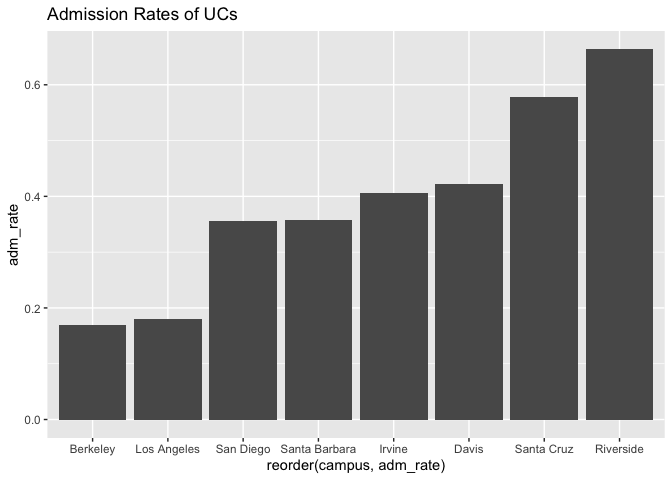 Admission Rates of UCs
adm_rate
0.6
0.4
0.2
0.0
Berkeley Los Angeles San Diego Santa Barbara Irvine Davis Santa Cruz Riverside
reorder(campus, adm_rate)